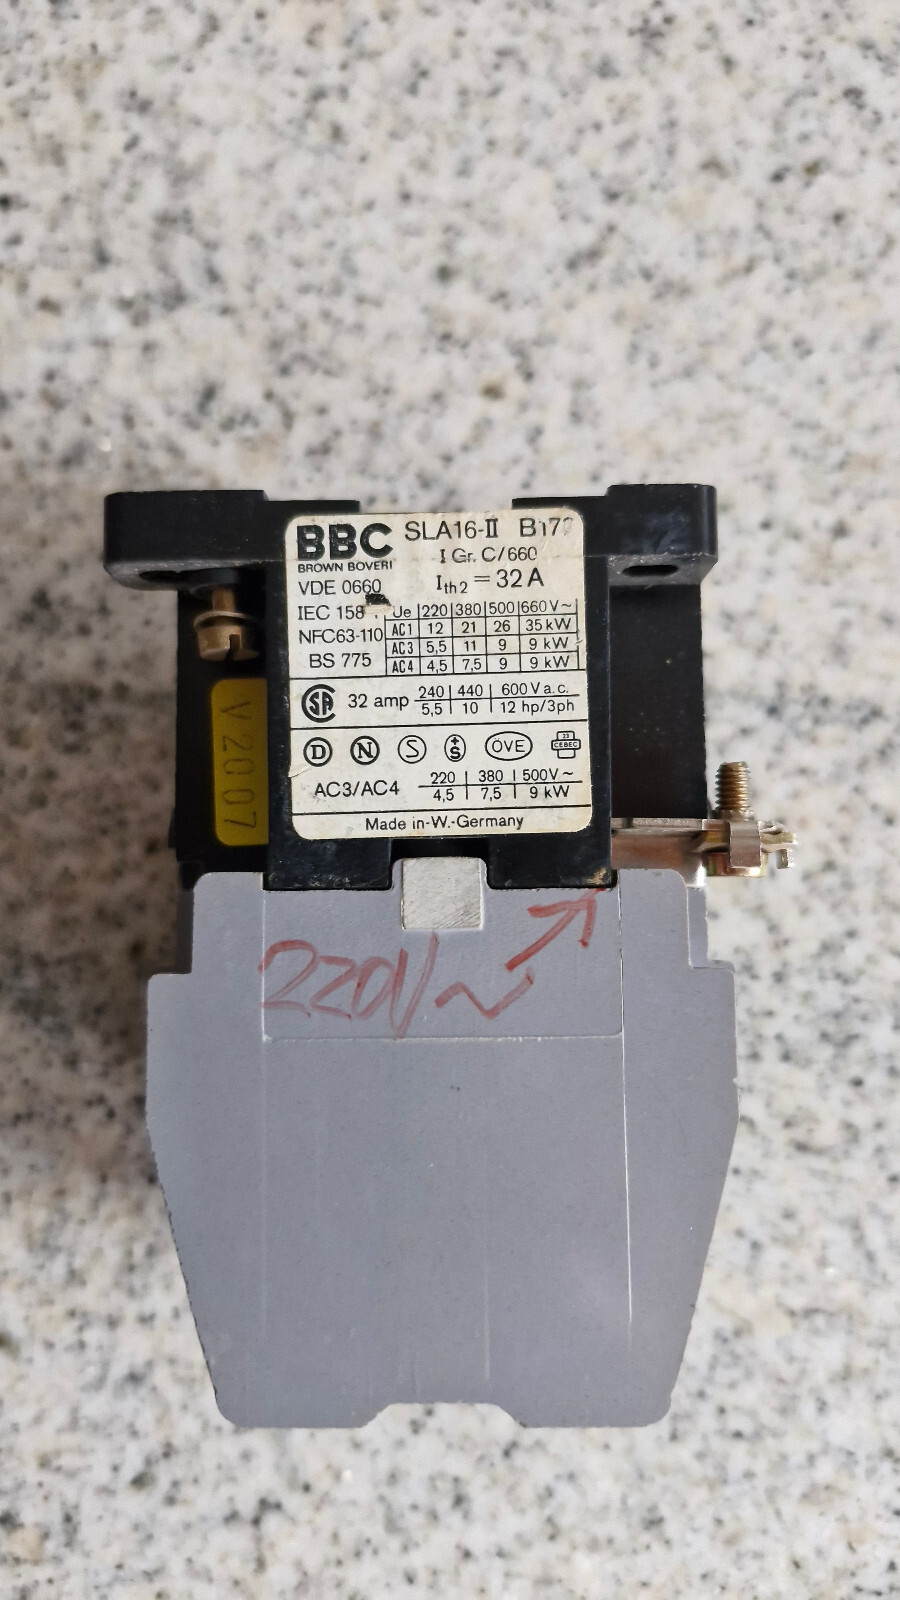 BBC SLA16-II
BROWN BOVERI
I Gr. C/660
VDE 0660
Ith2 = 32 A
IEC 158
NFC63-110
BS 775
Ue 220 380 500 660 V~
AC1 12 21 26 35 kW
AC3 5,5 11 9 9 kW
AC4 4,5 7,5 9 9 kW
SA 32 amp 240 440 600 V a.c.
5,5 10 12 hp/3ph
D N S +S ÖVE 23 CEBEC
AC3/AC4 220 380 500V~
4,5 7,5 9 kW
Made in-W.-Germany
V2007
220V~